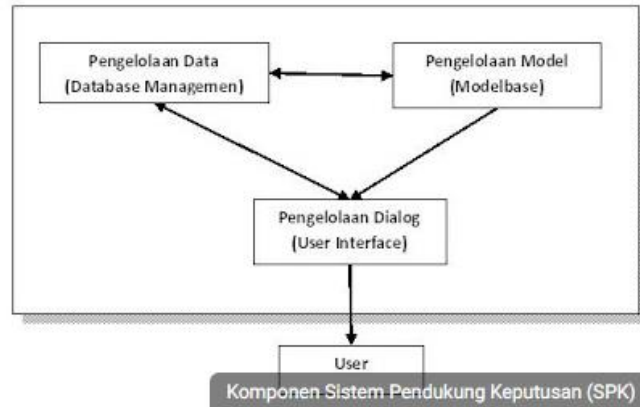 Pengelolaan Data
(Database Managemen)
Pengelolaan Model
(Modelbase)
Pengelolaan Dialog
(User Interface)
User
Komponen Sistem Pendukung Keputusan (SPK)